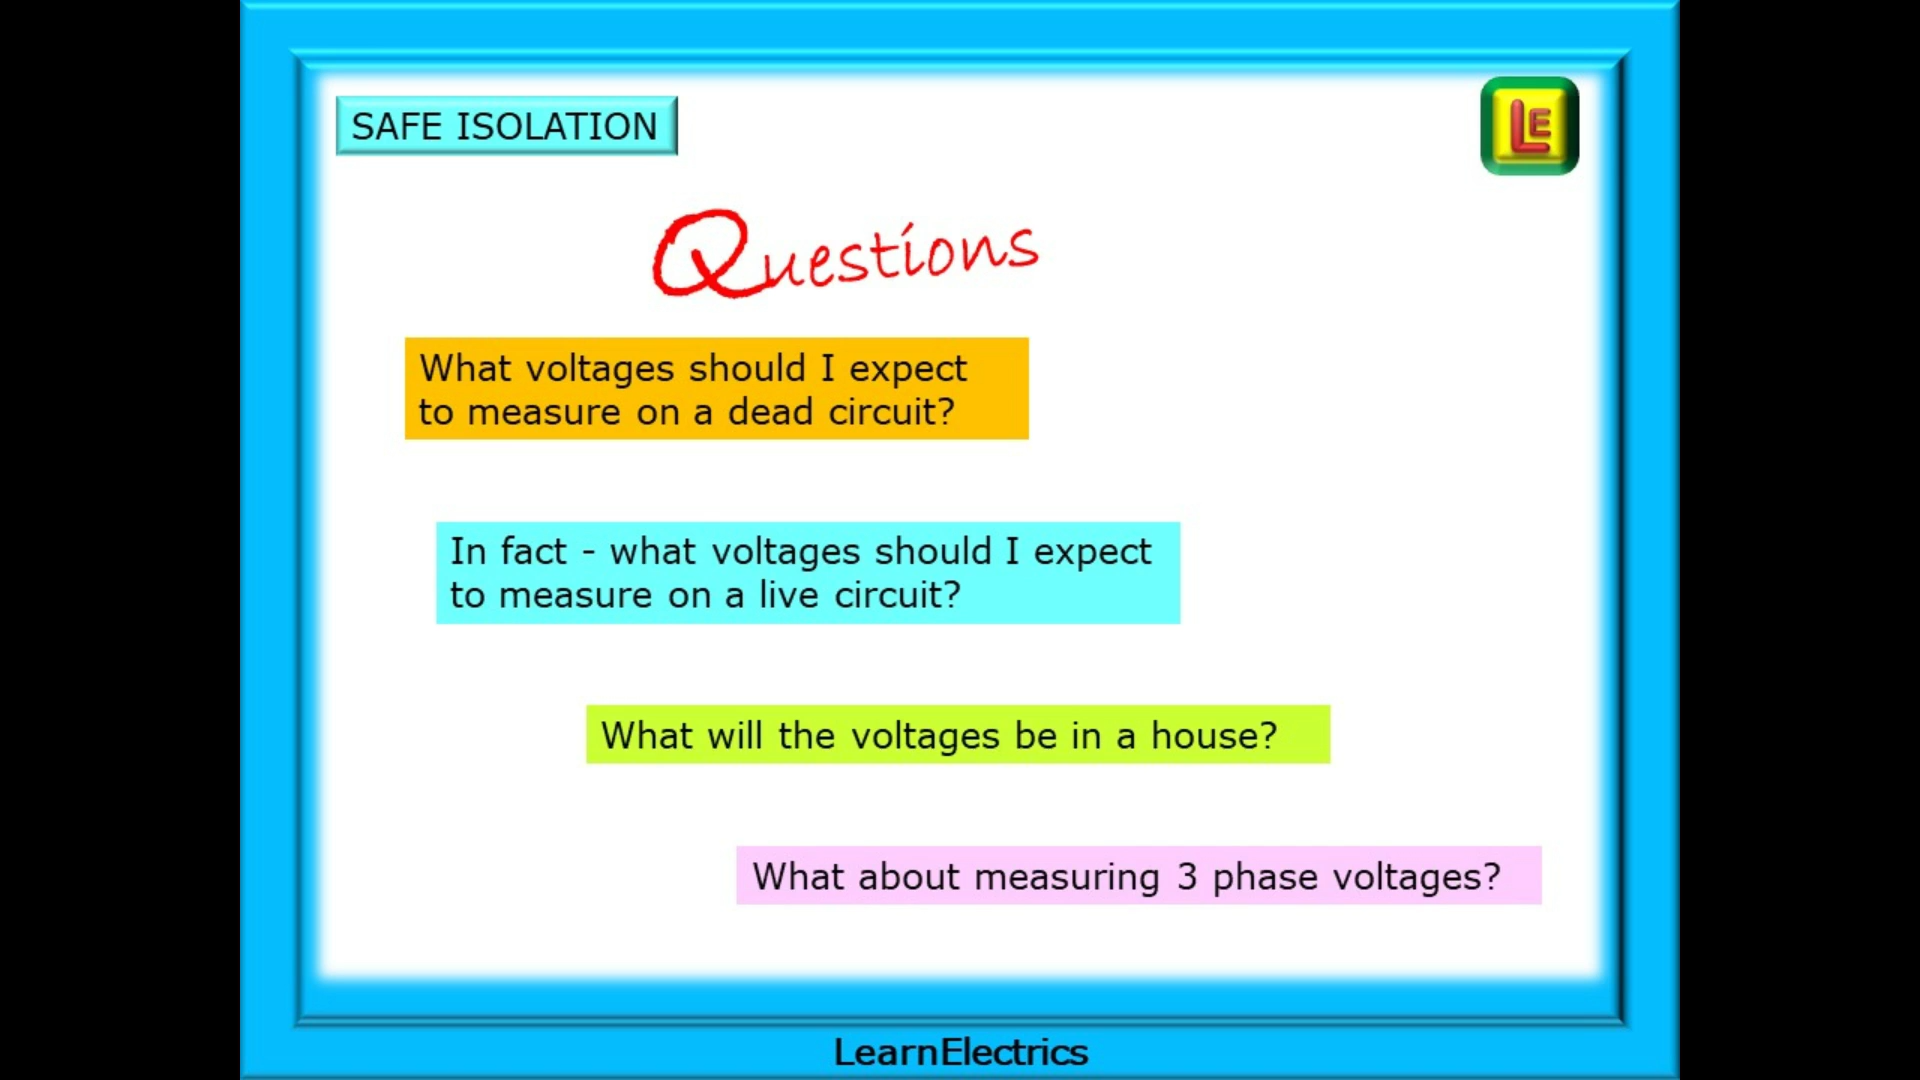 SAFE ISOLATION
LE
Questions
What voltages should I expect
to measure on a dead circuit?
In fact - what voltages should I expect
to measure on a live circuit?
What will the voltages be in a house?
What about measuring 3 phase voltages?
LearnElectrics